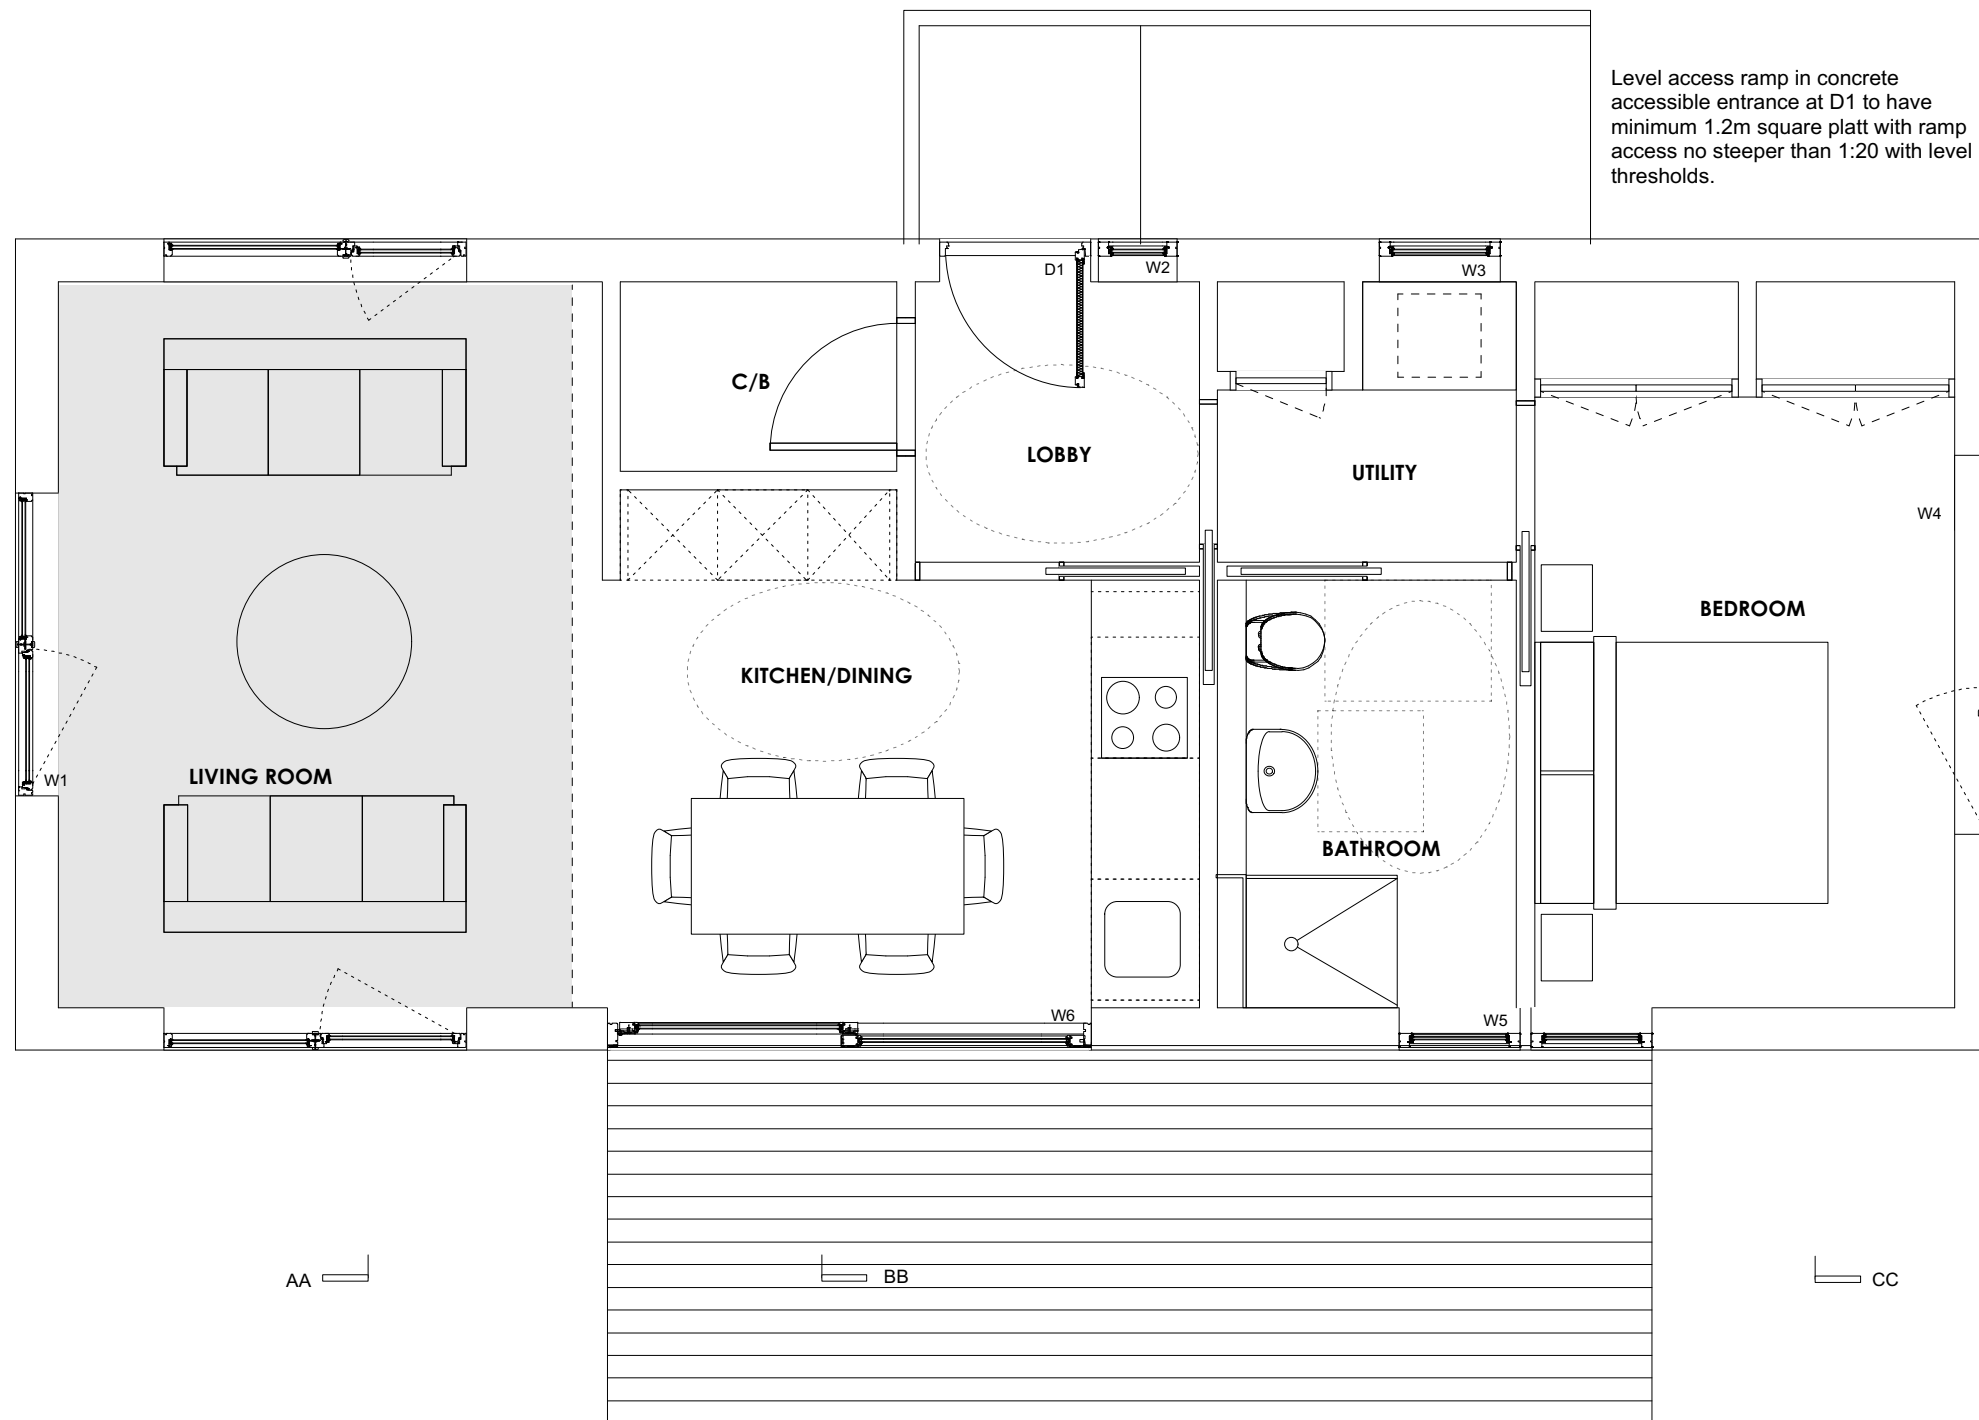 Level access ramp in concrete
accessible entrance at D1 to have
minimum 1.2m square platt with ramp
access no steeper than 1:20 with level
thresholds.
D1
W2
W3
C/B
LOBBY
UTILITY
W4
BEDROOM
KITCHEN/DINING
W1
LIVING ROOM
BATHROOM
W6
W5
AA
BB
CC